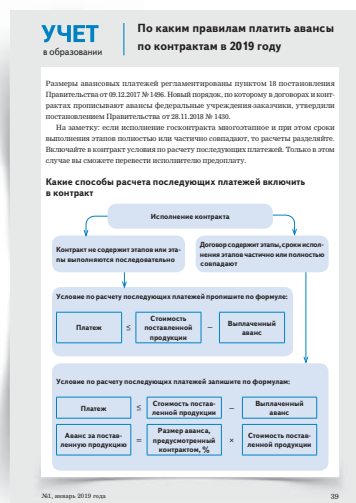 УЧЕТ
в образовании
По каким правилам платить авансы
по контрактам в 2019 году
Размеры авансовых платежей регламентированы пунктом 18 постановления
Правительства от 09.12.2017 № 1496. Новый порядок, по которому в договорах и конт-
рактах прописывают авансы федеральные учреждения-заказчики, утвердили
постановлением Правительства от 28.11.2018 № 1430.
На заметку: если исполнение госконтракта многоэтапное и при этом сроки
выполнения этапов полностью или частично совпадают, то расчеты разделяйте.
Включайте в контракт условия по расчету последующих платежей. Только в этом
случае вы сможете перевести исполнителю предоплату.
Какие способы расчета последующих платежей включить
в контракт
Исполнение контракта
Контракт не содержит этапов или эта-
пы выполняются последовательно
Договор содержит этапы, сроки испол-
нения этапов частично или полностью
совпадают
Условие по расчету последующих платежей пропишите по формуле:
Платеж
≤
Стоимость
поставленной
продукции
–
Выплаченный
аванс
Условие по расчету последующих платежей запишите по формулам:
Платеж
≤
Стоимость постав-
ленной продукции
–
Выплаченный
аванс
Аванс за постав-
ленную продукцию
=
Размер аванса,
предусмотренный
контрактом, %
×
Стоимость постав-
ленной продукции
№1, январь 2019 года
39